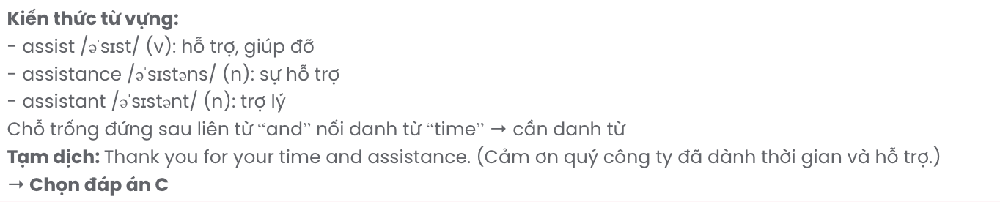 Kiến thức từ vựng:
- assist /əˈsɪst/ (v): hỗ trợ, giúp đỡ
- assistance /əˈsɪstəns/ (n): sự hỗ trợ
- assistant /əˈsɪstənt/ (n): trợ lý
Chỗ trống đứng sau liên từ “and” nối danh từ “time” → cần danh từ
Tạm dịch: Thank you for your time and assistance. (Cảm ơn quý công ty đã dành thời gian và hỗ trợ.)
→ Chọn đáp án C